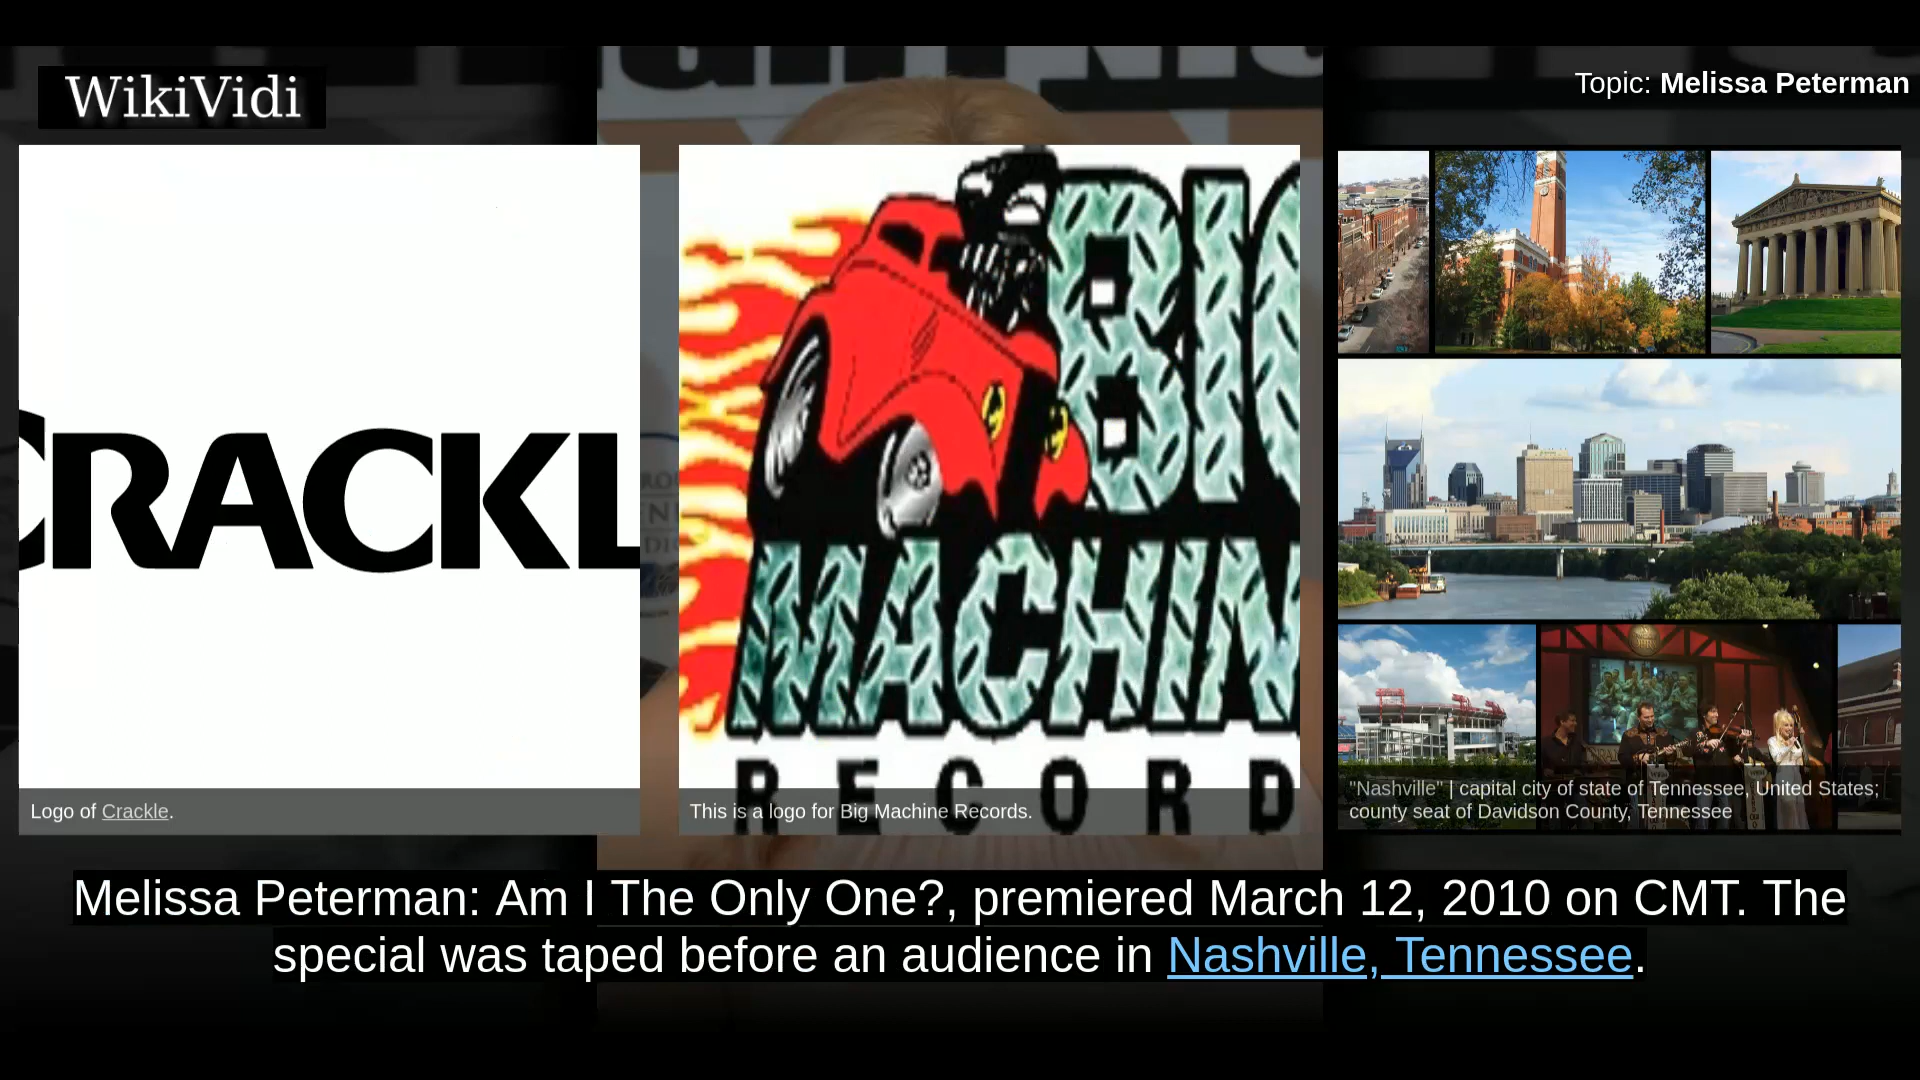 WikiVidi
Topic: Melissa Peterman
CRACKL
BIG
MACHIN
RECORD
Logo of Crackle.
This is a logo for Big Machine Records.
"Nashville" | capital city of state of Tennessee, United States;
county seat of Davidson County, Tennessee
Melissa Peterman: Am I The Only One?, premiered March 12, 2010 on CMT. The
special was taped before an audience in Nashville, Tennessee.